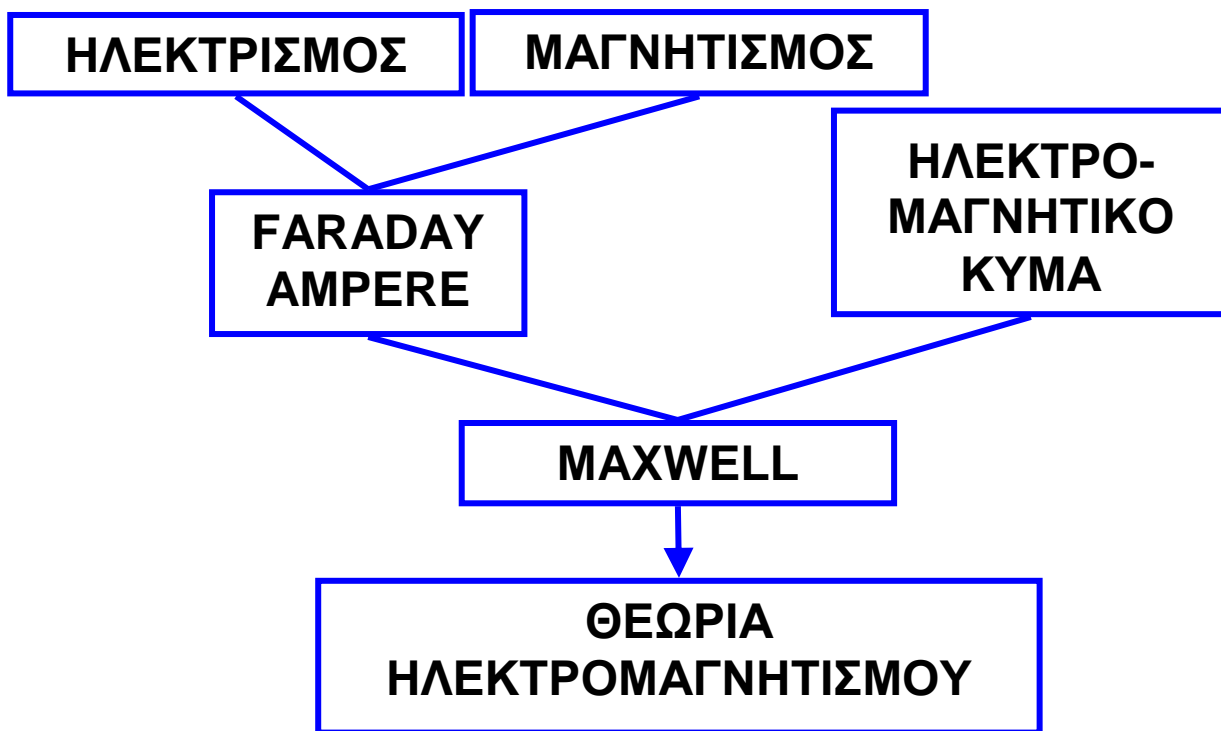 ΗΛΕΚΤΡΙΣΜΟΣ
ΜΑΓΝΗΤΙΣΜΟΣ
ΗΛΕΚΤΡΟ-
ΜΑΓΝΗΤΙΚΟ
ΚΥΜΑ
FARADAY
AMPERE
MAXWELL
ΘΕΩΡΙΑ
ΗΛΕΚΤΡΟΜΑΓΝΗΤΙΣΜΟΥ